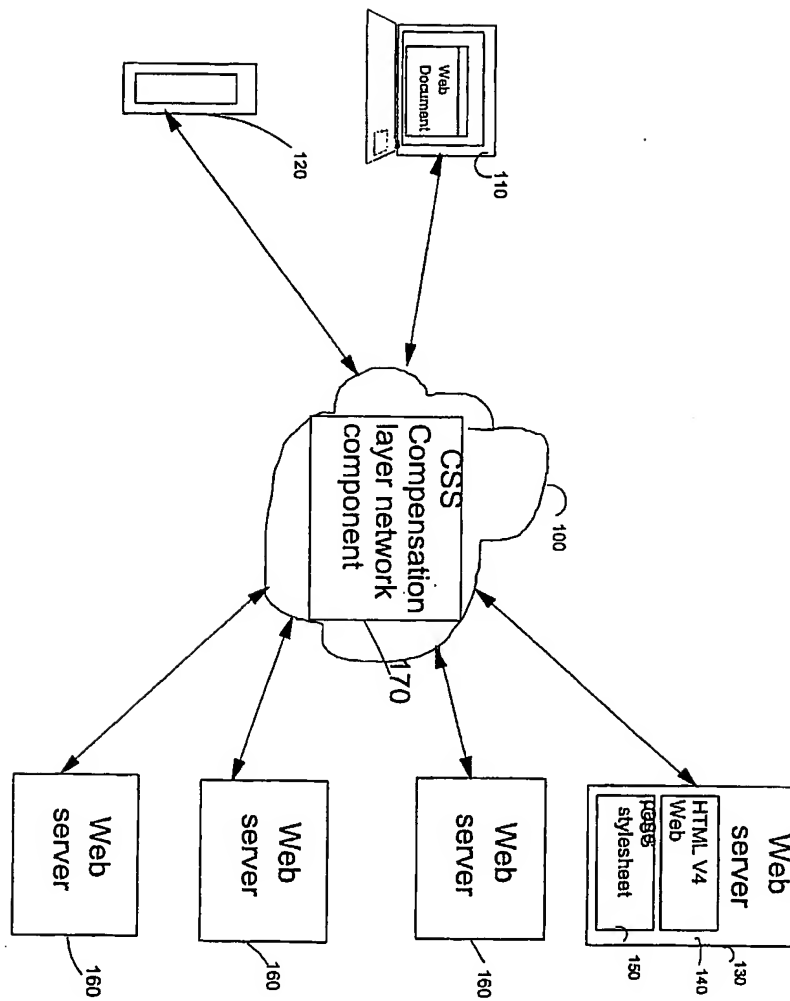 Web
server
HTML V4
Web
page
stylesheet
130
140
150
Web
server
160
Web
server
160
Web
server
160
100
CSS
Compensation
layer network
component
170
110
Web
Document
120